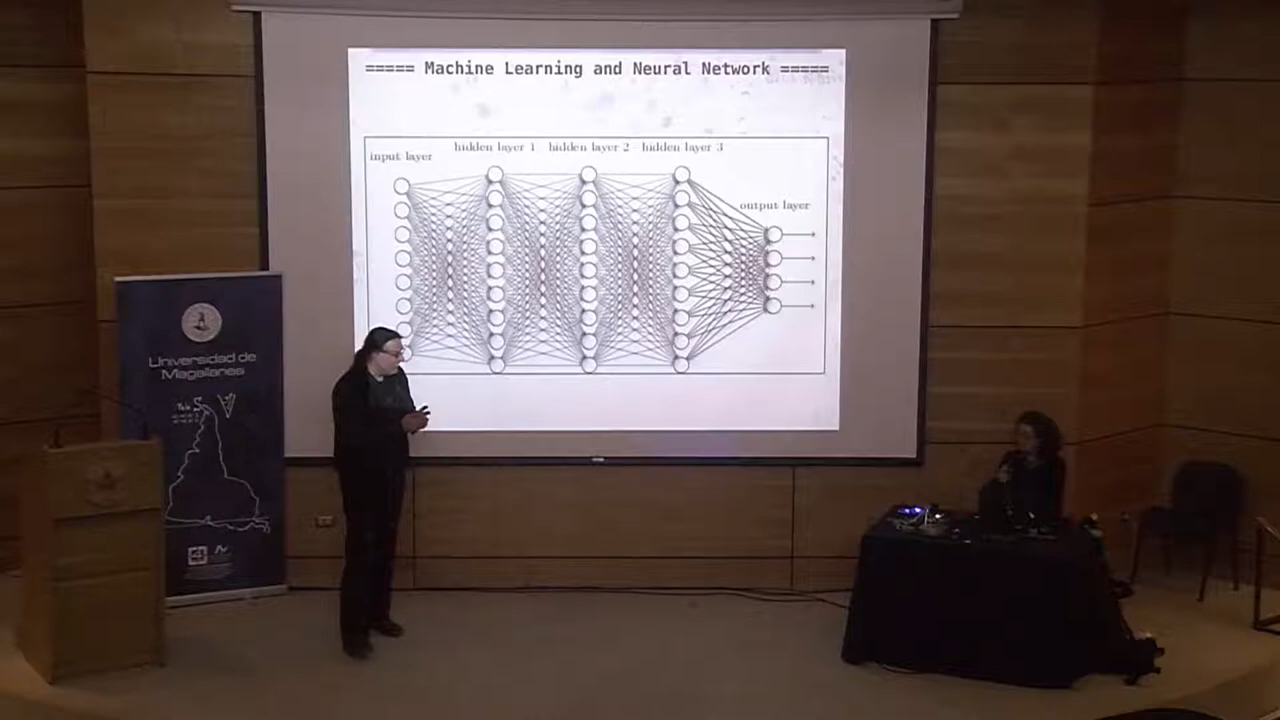 ===== Machine Learning and Neural Network =====
hidden layer 1
hidden layer 2
hidden layer 3
input layer
output layer
Universidad de
Magallanes